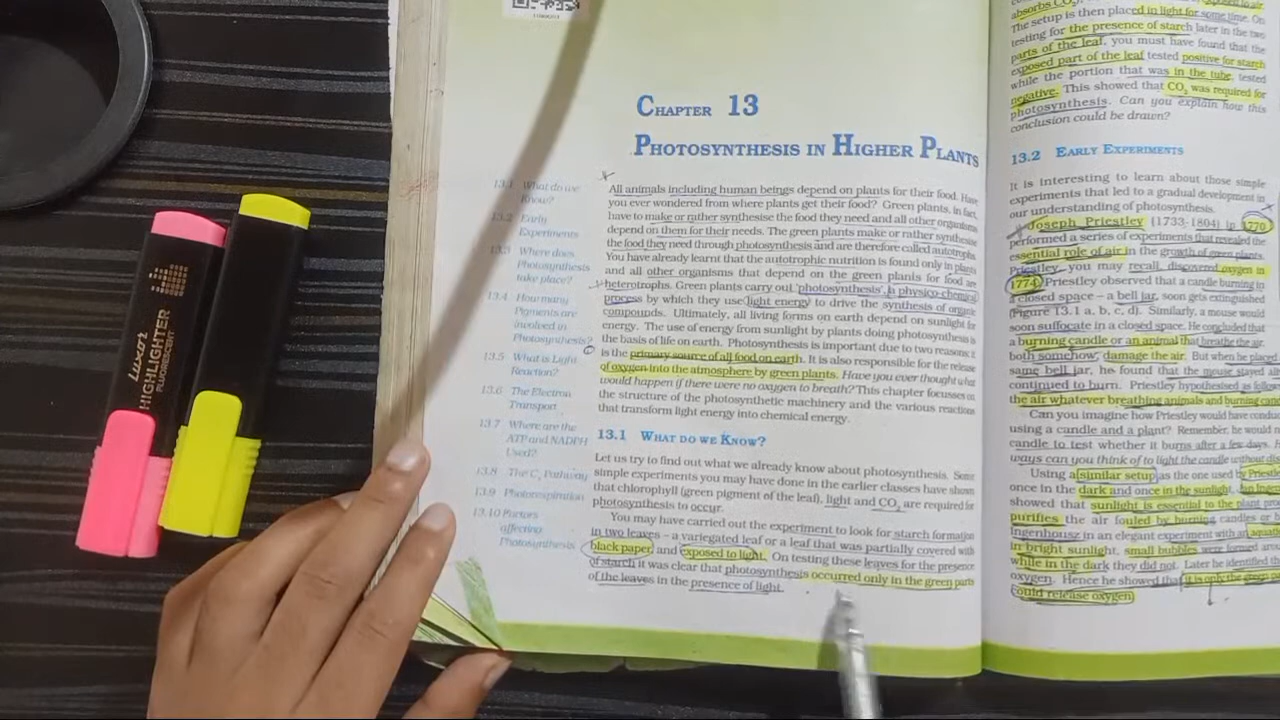 Luxor
HIGHLIGHTER
FLUORESCENT
CHAPTER 13
PHOTOSYNTHESIS IN HIGHER PLANTS
13.1 What do we
Know?
13.2 Early
Experiments
13.3 Where does
Photosynthesis
take place?
13.4 How many
Pigments are
involved in
Photosynthesis?
13.5 What is Light
Reaction?
13.6 The Electron
Transport
13.7 Where are the
ATP and NADPH
Used?
13.8 The C4 Pathway
13.9 Photorespiration
13.10 Factors
affecting
Photosynthesis
All animals including human beings depend on plants for their food. Have
you ever wondered from where plants get their food? Green plants, in fact,
have to make or rather synthesise the food they need and all other organisms
depend on them for their needs. The green plants make or rather synthesise
the food they need through photosynthesis and are therefore called autotrophs.
You have already learnt that the autotrophic nutrition is found only in plants
and all other organisms that depend on the green plants for food are
heterotrophs. Green plants carry out 'photosynthesis', a physico-chemical
process by which they use light energy to drive the synthesis of organic
compounds. Ultimately, all living forms on earth depend on sunlight for
energy. The use of energy from sunlight by plants doing photosynthesis is
the basis of life on earth. Photosynthesis is important due to two reasons: it
is the primary source of all food on earth. It is also responsible for the release
of oxygen into the atmosphere by green plants. Have you ever thought what
would happen if there were no oxygen to breath? This chapter focusses on
the structure of the photosynthetic machinery and the various reactions
that transform light energy into chemical energy.
13.1 WHAT DO WE KNOW?
Let us try to find out what we already know about photosynthesis. Some
simple experiments you may have done in the earlier classes have shown
that chlorophyll (green pigment of the leaf), light and CO2 are required for
photosynthesis to occur.
You may have carried out the experiment to look for starch formation
in two leaves – a variegated leaf or a leaf that was partially covered with
black paper and exposed to light. On testing these leaves for the presence
of starch it was clear that photosynthesis occurred only in the green parts
of the leaves in the presence of light.
absorbs CO2
The setup is then placed in light for some time. On
testing for the presence of starch later in the two
parts of the leaf, you must have found that the
exposed part of the leaf tested positive for starch
while the portion that was in the tube, tested
negative. This showed that CO2 was required for
photosynthesis. Can you explain how this
conclusion could be drawn?
13.2 EARLY EXPERIMENTS
It is interesting to learn about those simple
experiments that led to a gradual development in
our understanding of photosynthesis.
Joseph Priestley (1733-1804) in 1770
performed a series of experiments that revealed the
essential role of air in the growth of green plants.
Priestley, you may recall, discovered oxygen in
1774. Priestley observed that a candle burning in
a closed space – a bell jar, soon gets extinguished
(Figure 13.1 a, b, c, d). Similarly, a mouse would
soon suffocate in a closed space. He concluded that
a burning candle or an animal that breathe the air,
both somehow, damage the air. But when he placed
same bell jar, he found that the mouse stayed
continued to burn. Priestley hypothesised as
the air whatever breathing animals and burning
Can you imagine how Priestley would have
using a candle and a plant? Remember, he would
candle to test whether it burns after a few days.
ways can you think of to light the candle without
Using a similar setup as the one used by
once in the dark and once in the sunlight,
showed that sunlight is essential to the plant
purifies the air fouled by burning candles or
Ingenhousz in an elegant experiment with an
in bright sunlight, small bubbles were formed
while in the dark they did not. Later he identified
oxygen. Hence he showed that it is only the green
could release oxygen